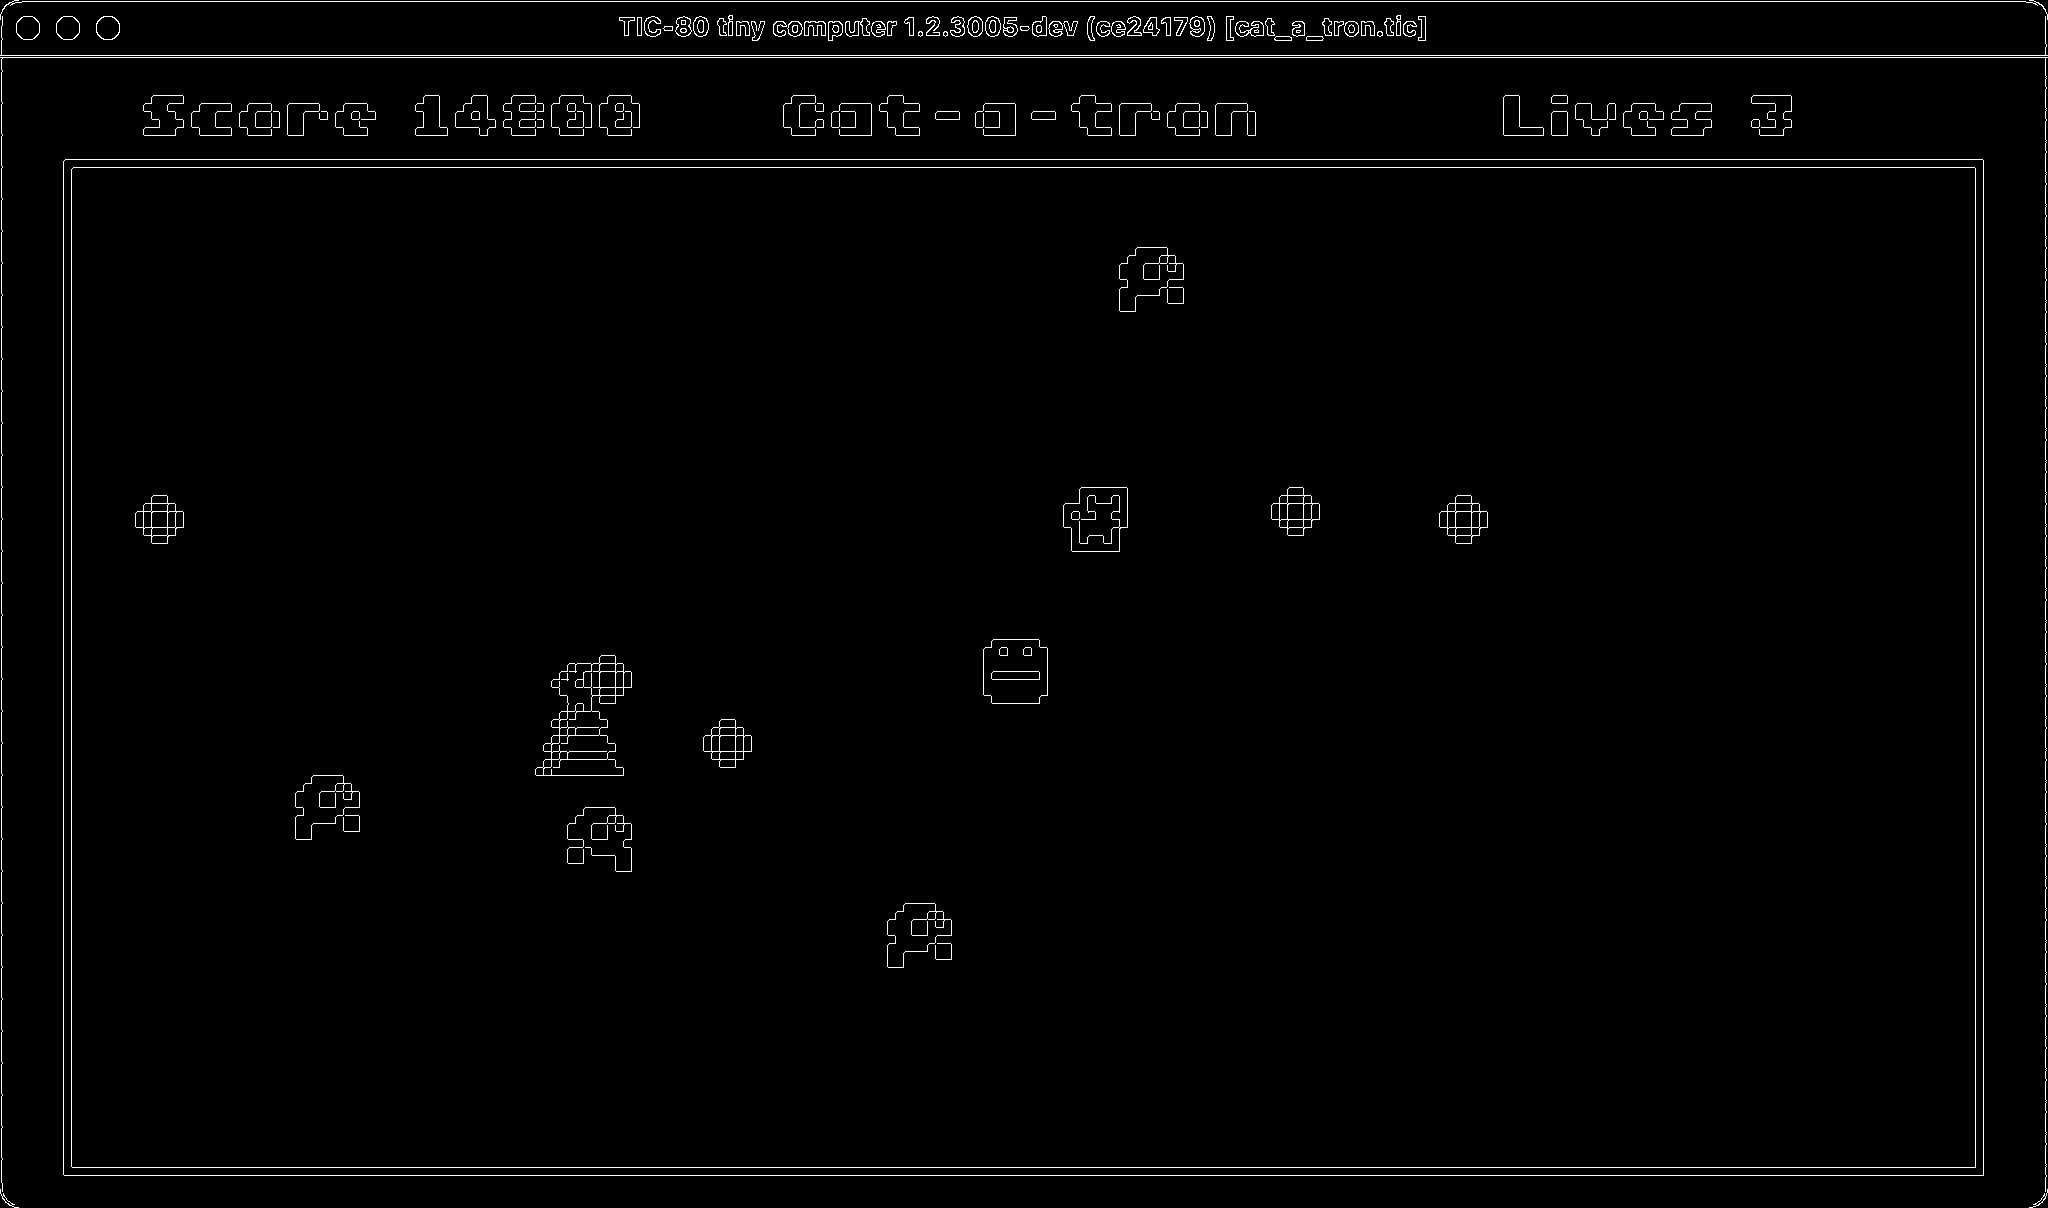 TIC-80 tiny computer 1.2.3005-dev (ce24179) [cat_a_tron.tic]
Score 14800 Cat-a-tron Lives 3